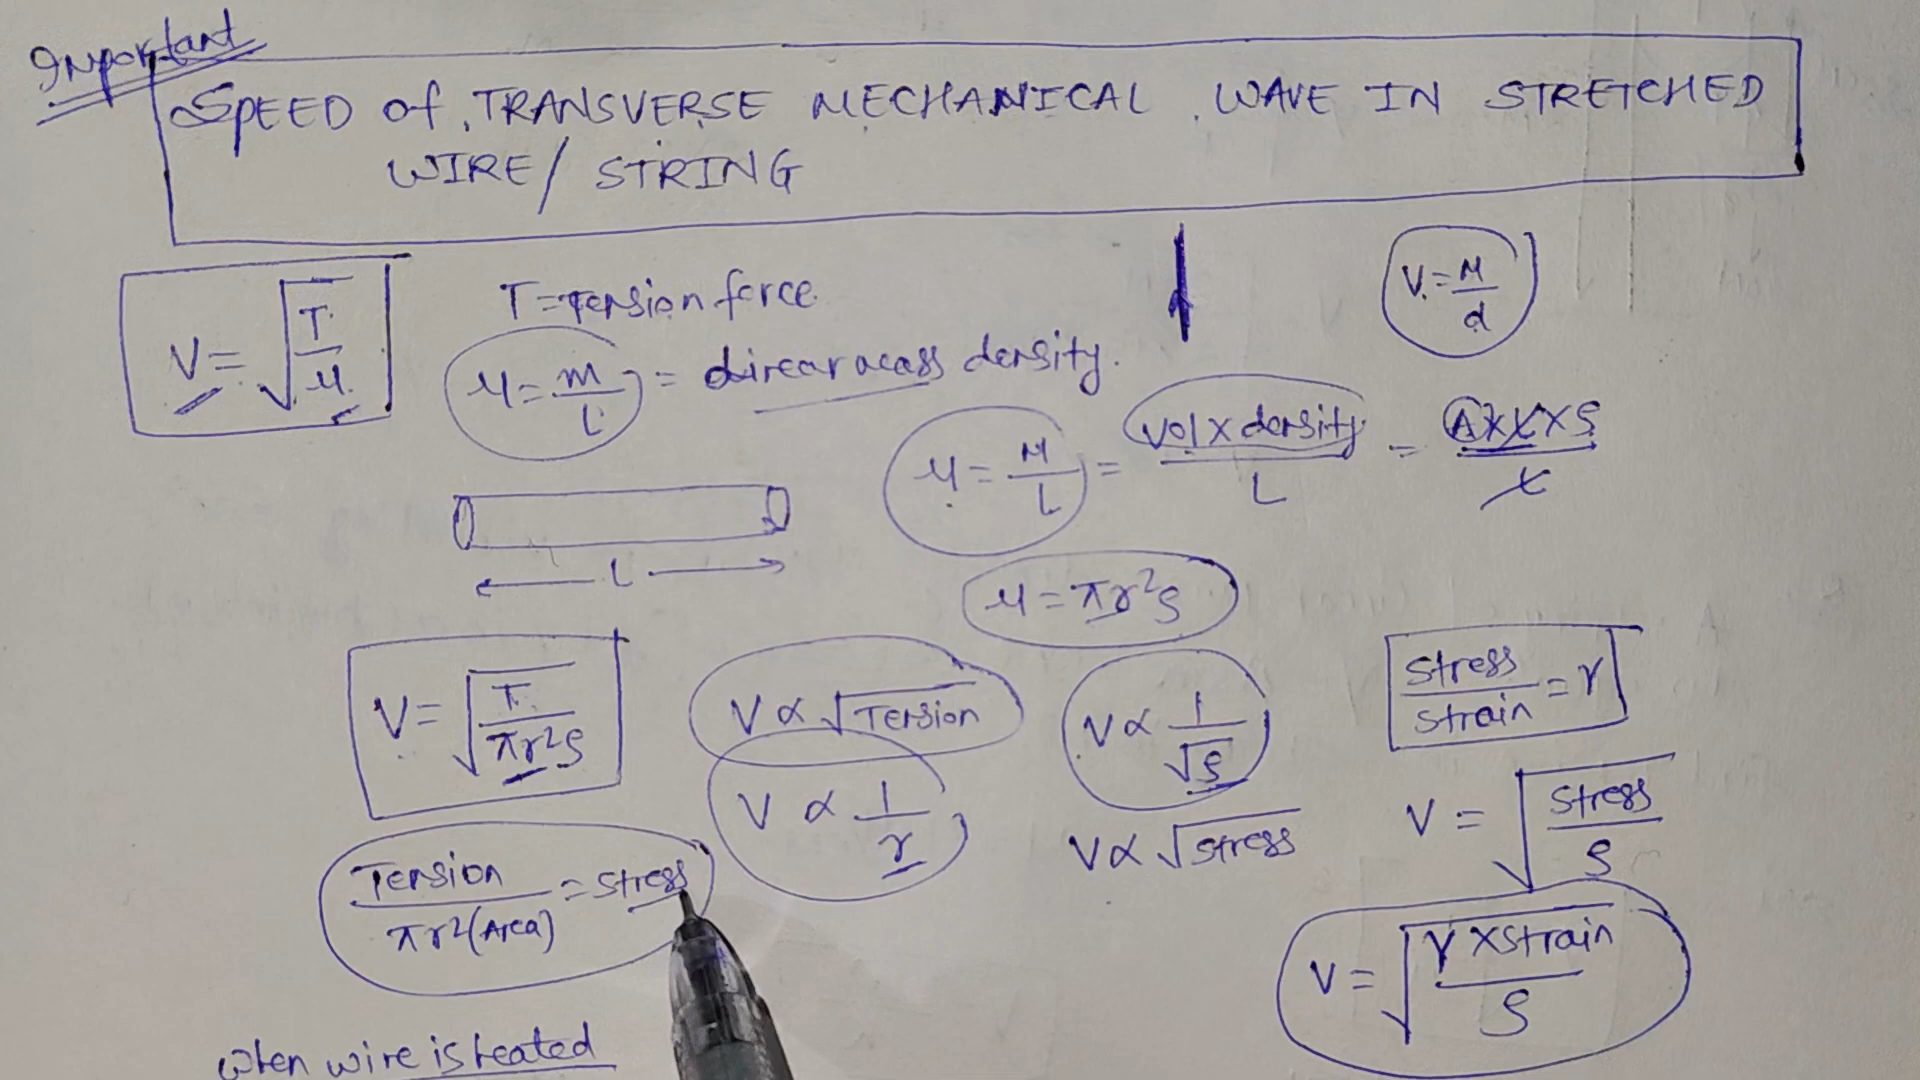 Important
SPEED of TRANSVERSE MECHANICAL WAVE IN STRETCHED
WIRE/ STRING
V = √(T/μ)
T = Tension force
V = M/d
μ = m/L = Linear mass density.
μ = M/L = Vol x density/L = A x L x ρ/L
L
μ = πr²ρ
V = √(T/πr²ρ)
V ∝ √Tension
V ∝ 1/√ρ
Stress/Strain = Y
V ∝ 1/r
V ∝ √Stress
V = √(Stress/ρ)
Tension/πr²(Area) = Stress
V = √(Y x Strain/ρ)
When wire is heated